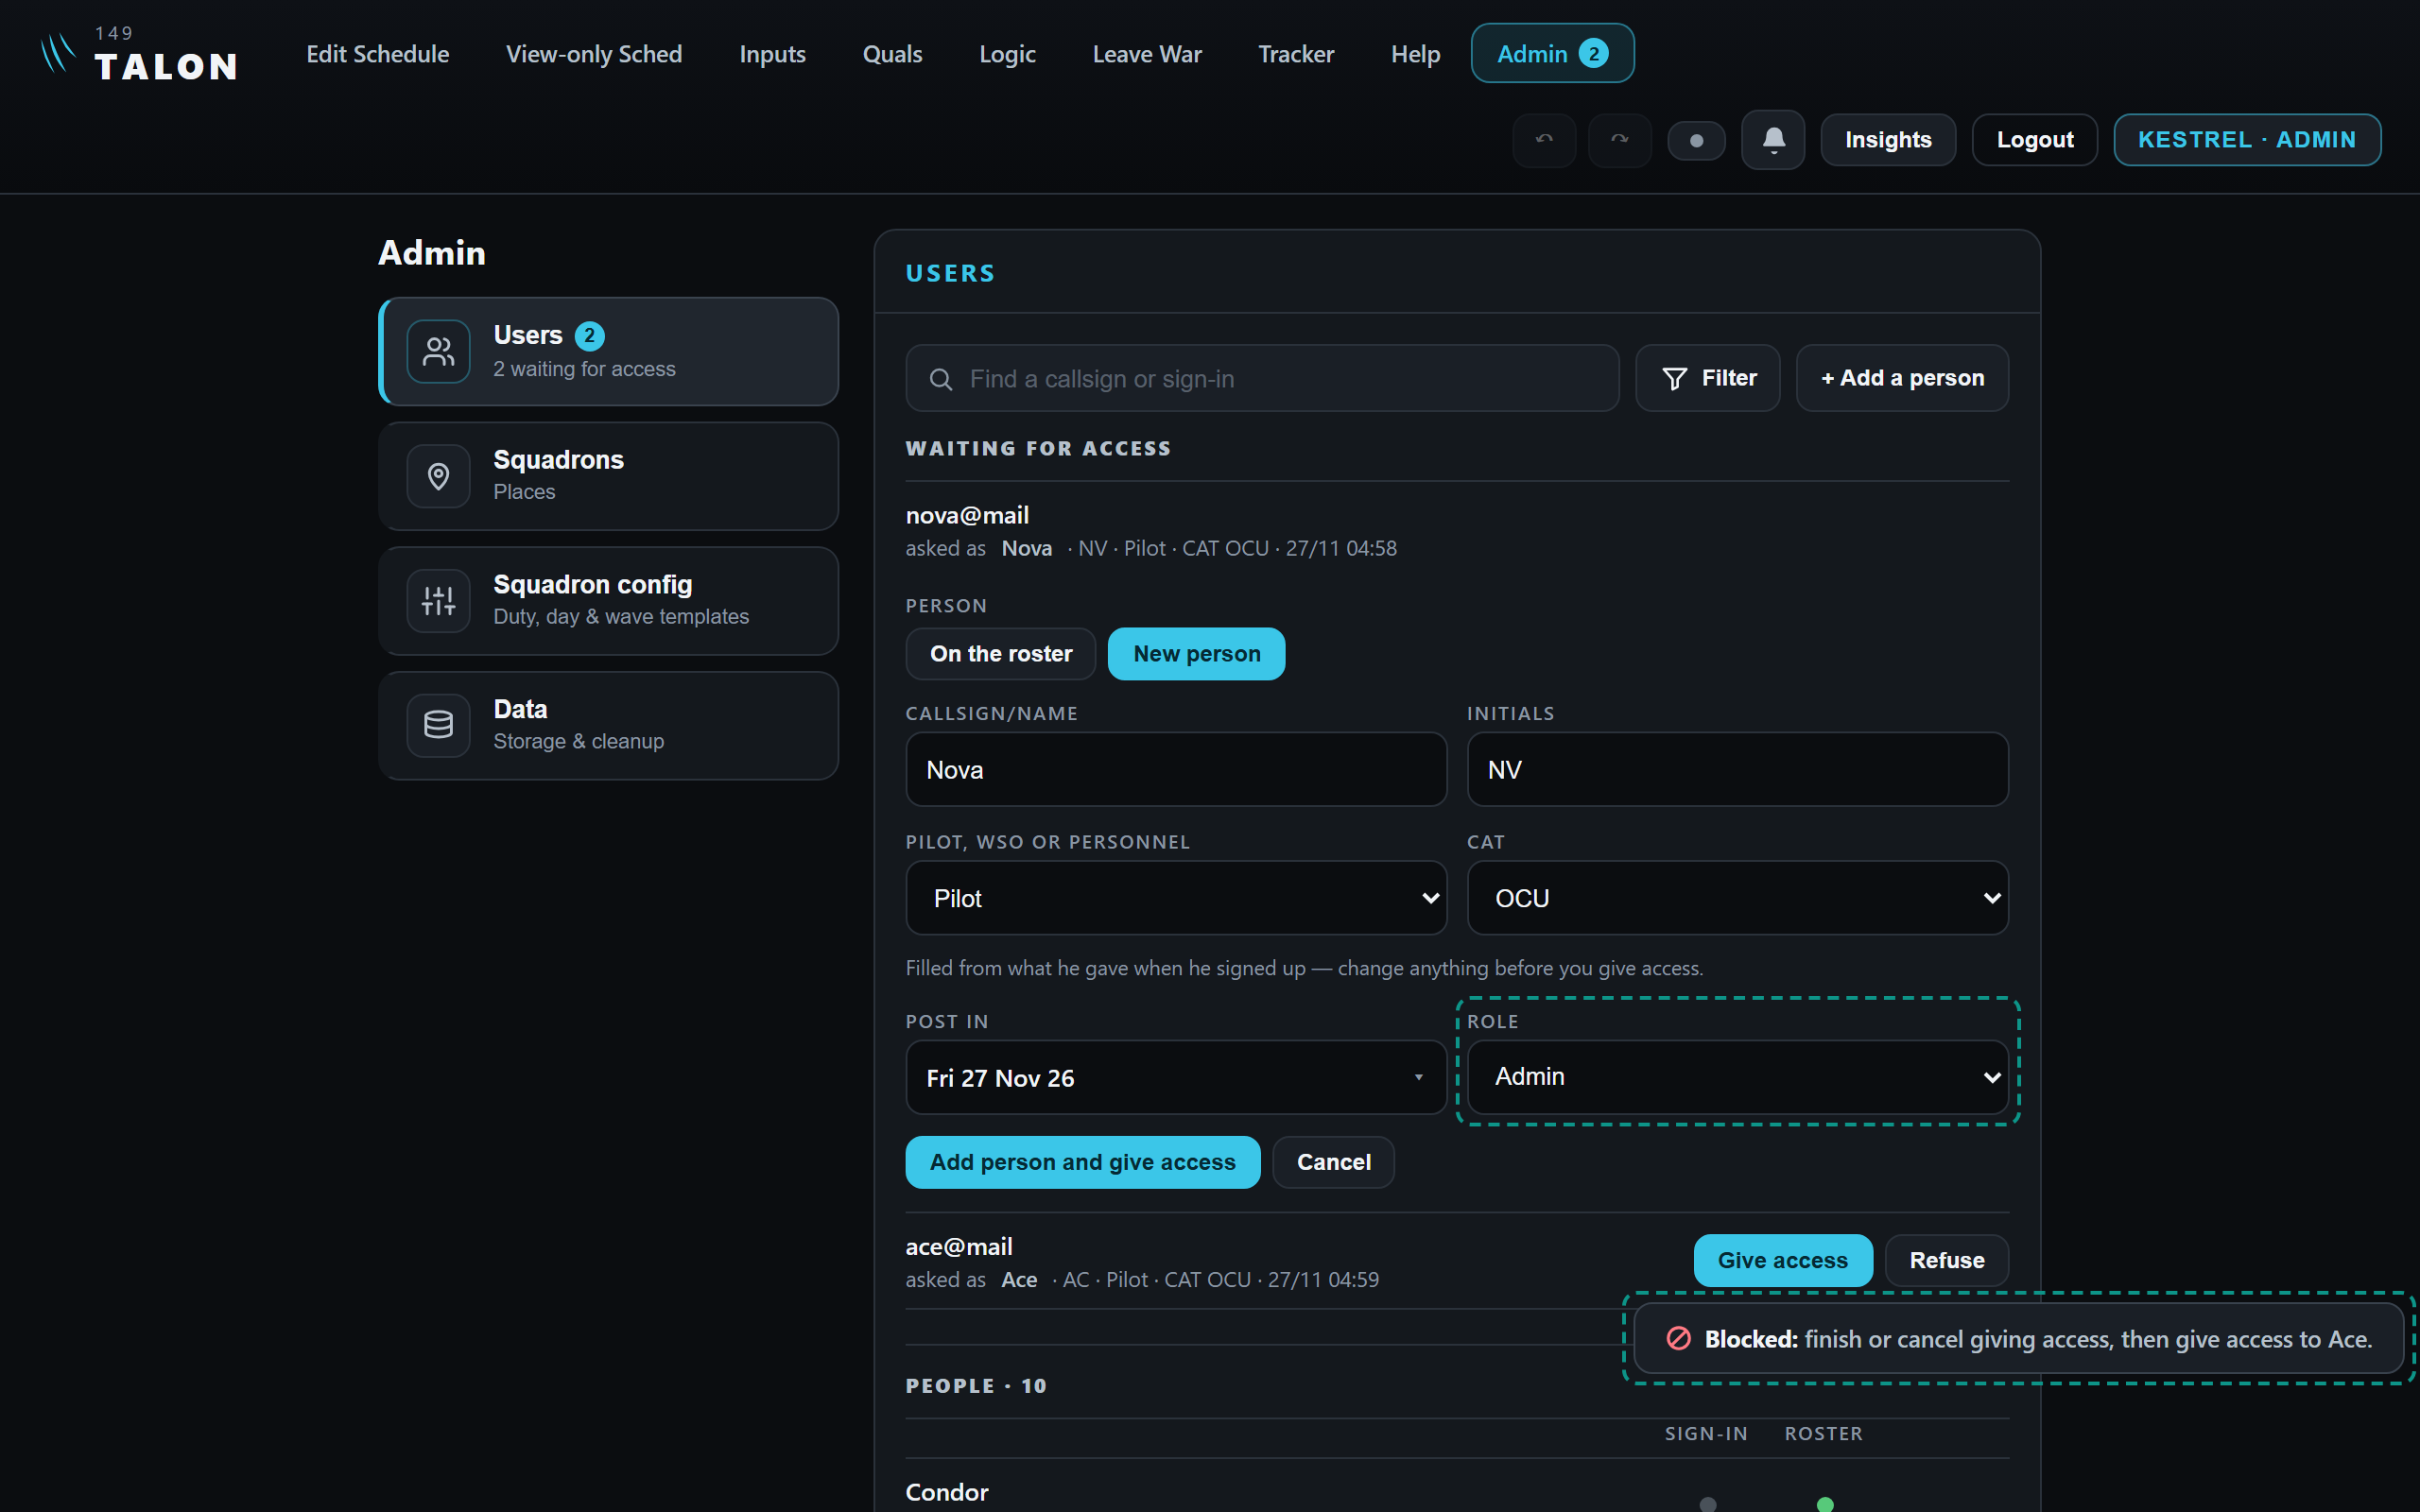 149
TALON
Edit Schedule
View-only Sched
Inputs
Quals
Logic
Leave War
Tracker
Help
Admin 2
Insights
Logout
KESTREL · ADMIN
Admin
Users 2
2 waiting for access
Squadrons
Places
Squadron config
Duty, day & wave templates
Data
Storage & cleanup
USERS
Find a callsign or sign-in
Filter
+ Add a person
WAITING FOR ACCESS
nova@mail
asked as Nova · NV · Pilot · CAT OCU · 27/11 04:58
PERSON
On the roster
New person
CALLSIGN/NAME
INITIALS
Nova
NV
PILOT, WSO OR PERSONNEL
CAT
Pilot
OCU
Filled from what he gave when he signed up — change anything before you give access.
POST IN
ROLE
Fri 27 Nov 26
Admin
Add person and give access
Cancel
ace@mail
asked as Ace · AC · Pilot · CAT OCU · 27/11 04:59
Give access
Refuse
Blocked: finish or cancel giving access, then give access to Ace.
PEOPLE · 10
SIGN-IN
ROSTER
Condor